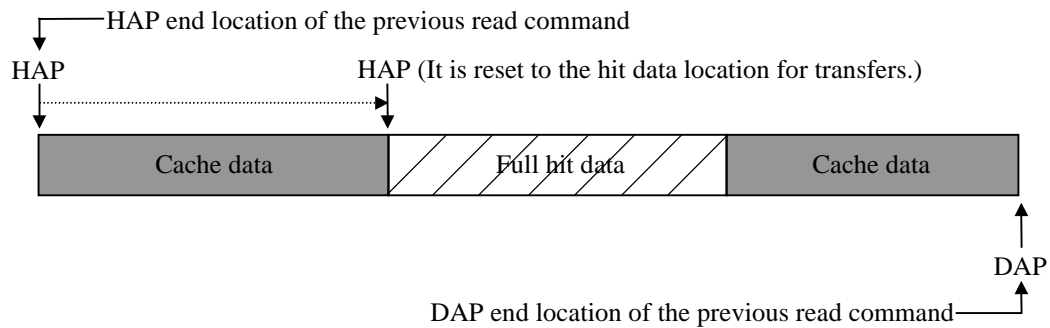 HAP end location of the previous read command
HAP
HAP (It is reset to the hit data location for transfers.)
Cache data
Full hit data
Cache data
DAP
DAP end location of the previous read command